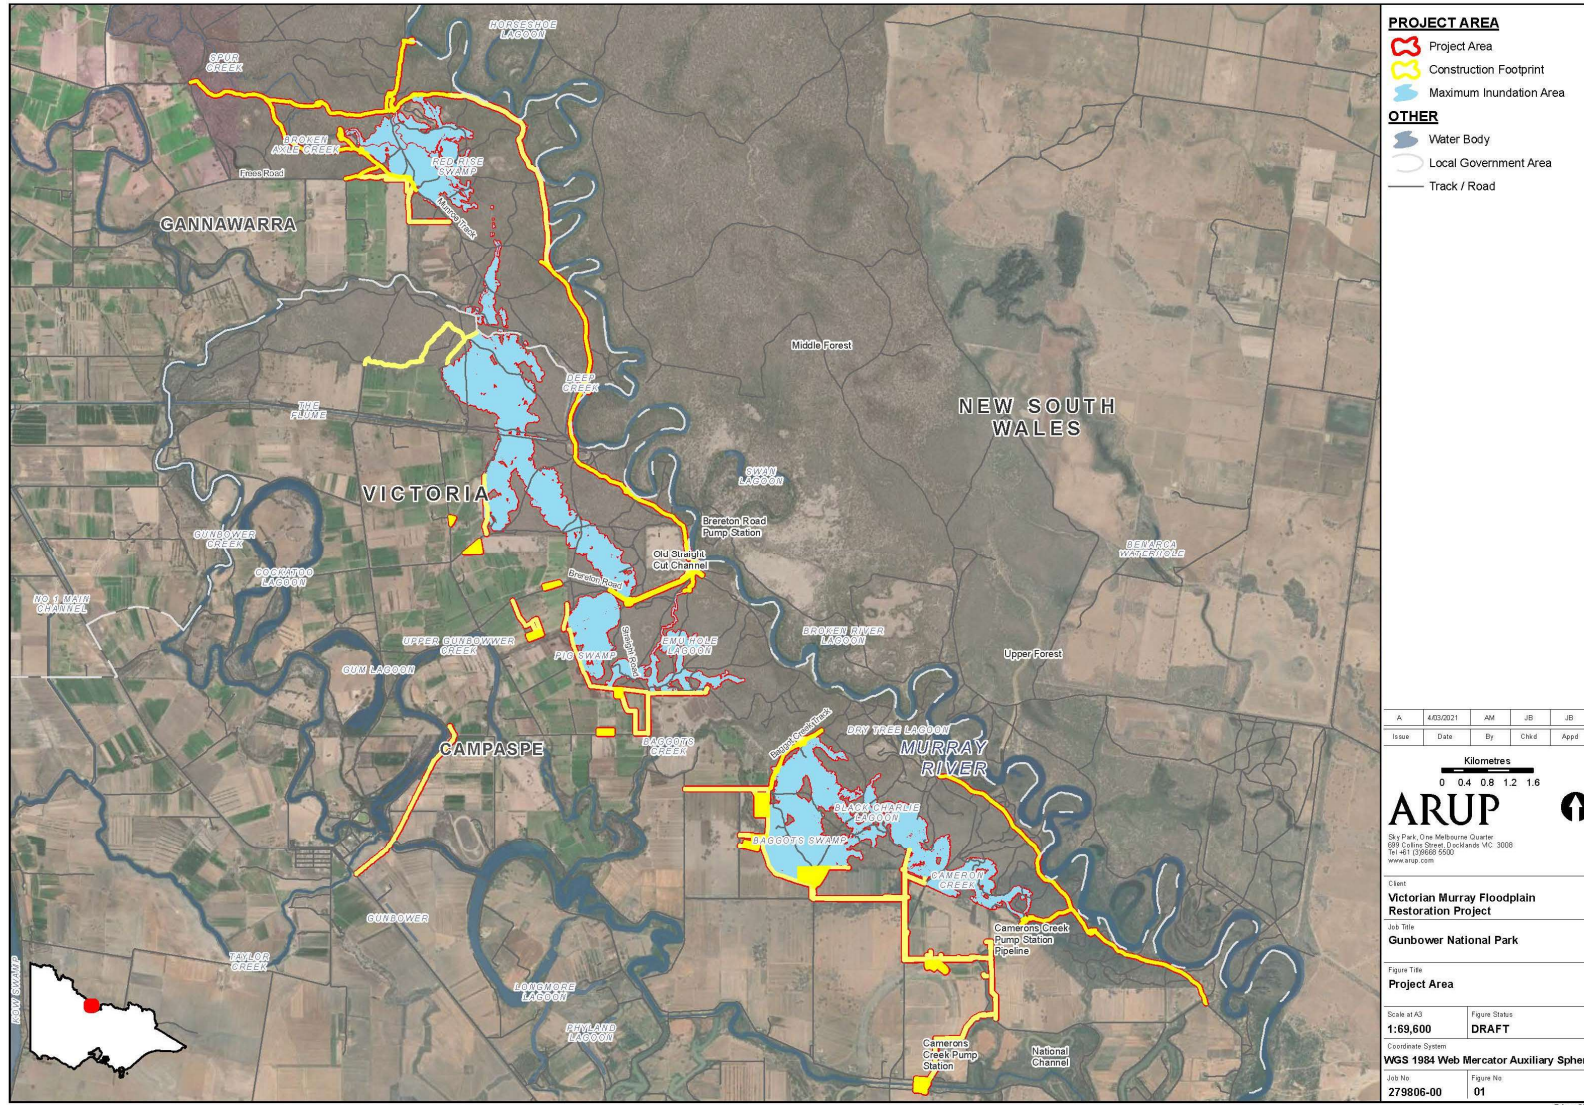 HORSESHOE
LAGOON
SPUR
CREEK
BROKEN
AXLE CREEK
RED RISE
SWAMP
Frees Road
Munroe Track
GANNAWARRA
Middle Forest
DEEP
CREEK
THE
FLUME
NEW SOUTH
WALES
VICTORIA
SWAN
LAGOON
GUNBOWER
CREEK
Brereton Road
Pump Station
BENARCA
WATERHOLE
COCKATOO
LAGOON
Old Straight
Cut Channel
Brereton Road
NO 1 MAIN
CHANNEL
UPPER GUNBOWWER
CREEK
BROKEN RIVER
LAGOON
EMU HOLE
LAGOON
Straight Road
PIG SWAMP
GUM LAGOON
Upper Forest
Baggot Creek Track
DRY TREE LAGOON
BAGGOTS
CREEK
CAMPASPE
MURRAY
RIVER
BLACK CHARLIE
LAGOON
BAGGOTS SWAMP
CAMERON
CREEK
GUNBOWER
Camerons Creek
Pump Station
Pipeline
TAYLOR
CREEK
LONGMORE
LAGOON
KOW SWAMP
PHYLAND
LAGOON
Camerons
Creek Pump
Station
National
Channel
PROJECT AREA
Project Area
Construction Footprint
Maximum Inundation Area
OTHER
Water Body
Local Government Area
Track / Road
A 4/03/2021 AM JB JB
Issue Date By Chkd Appd
Kilometres
0 0.4 0.8 1.2 1.6
ARUP
Sky Park, One Melbourne Quarter
699 Collins Street, Docklands VIC 3008
Tel +61 (3)9668 5500
www.arup.com
Client
Victorian Murray Floodplain
Restoration Project
Job Title
Gunbower National Park
Figure Title
Project Area
Scale at A3 Figure Status
1:69,600 DRAFT
Coordinate System
WGS 1984 Web Mercator Auxiliary Spher
Job No Figure No
279806-00 01